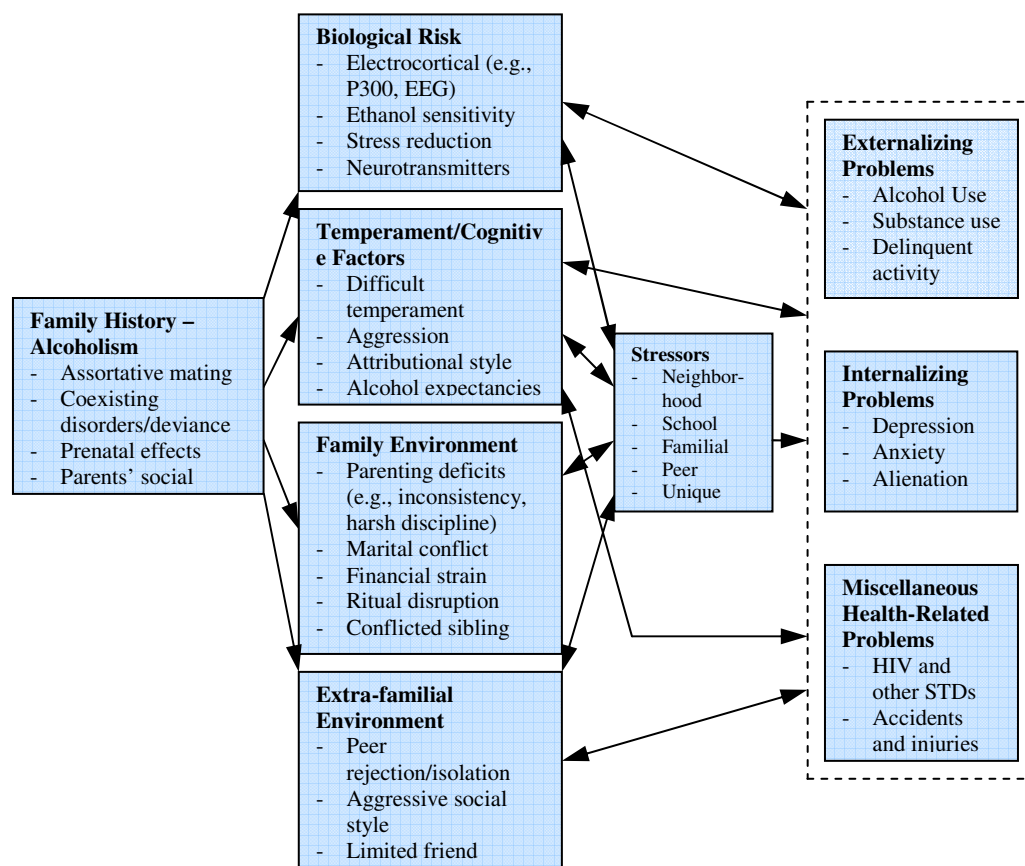 Family History –
Alcoholism
- Assortative mating
- Coexisting
disorders/deviance
- Prenatal effects
- Parents’ social
Biological Risk
- Electrocortical (e.g.,
P300, EEG)
- Ethanol sensitivity
- Stress reduction
- Neurotransmitters
Temperament/Cognitiv
e Factors
- Difficult
temperament
- Aggression
- Attributional style
- Alcohol expectancies
Family Environment
- Parenting deficits
(e.g., inconsistency,
harsh discipline)
- Marital conflict
- Financial strain
- Ritual disruption
- Conflicted sibling
Extra-familial
Environment
- Peer
rejection/isolation
- Aggressive social
style
- Limited friend
Stressors
- Neighbor-
hood
- School
- Familial
- Peer
- Unique
Externalizing
Problems
- Alcohol Use
- Substance use
- Delinquent
activity
Internalizing
Problems
- Depression
- Anxiety
- Alienation
Miscellaneous
Health-Related
Problems
- HIV and
other STDs
- Accidents
and injuries